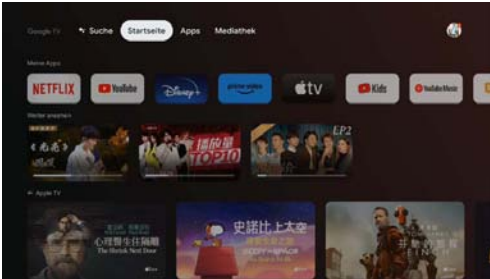 Google TV Suche Startseite Apps Mediathek
Meine Apps
NETFLIX YouTube Disney+ prime video tv Kids YouTube Music
Weiter ansehen
播放量
TOP10
EP2
Apple TV
心理醫生住隔離
The Shrink Next Door
史諾比上太空
FINCH